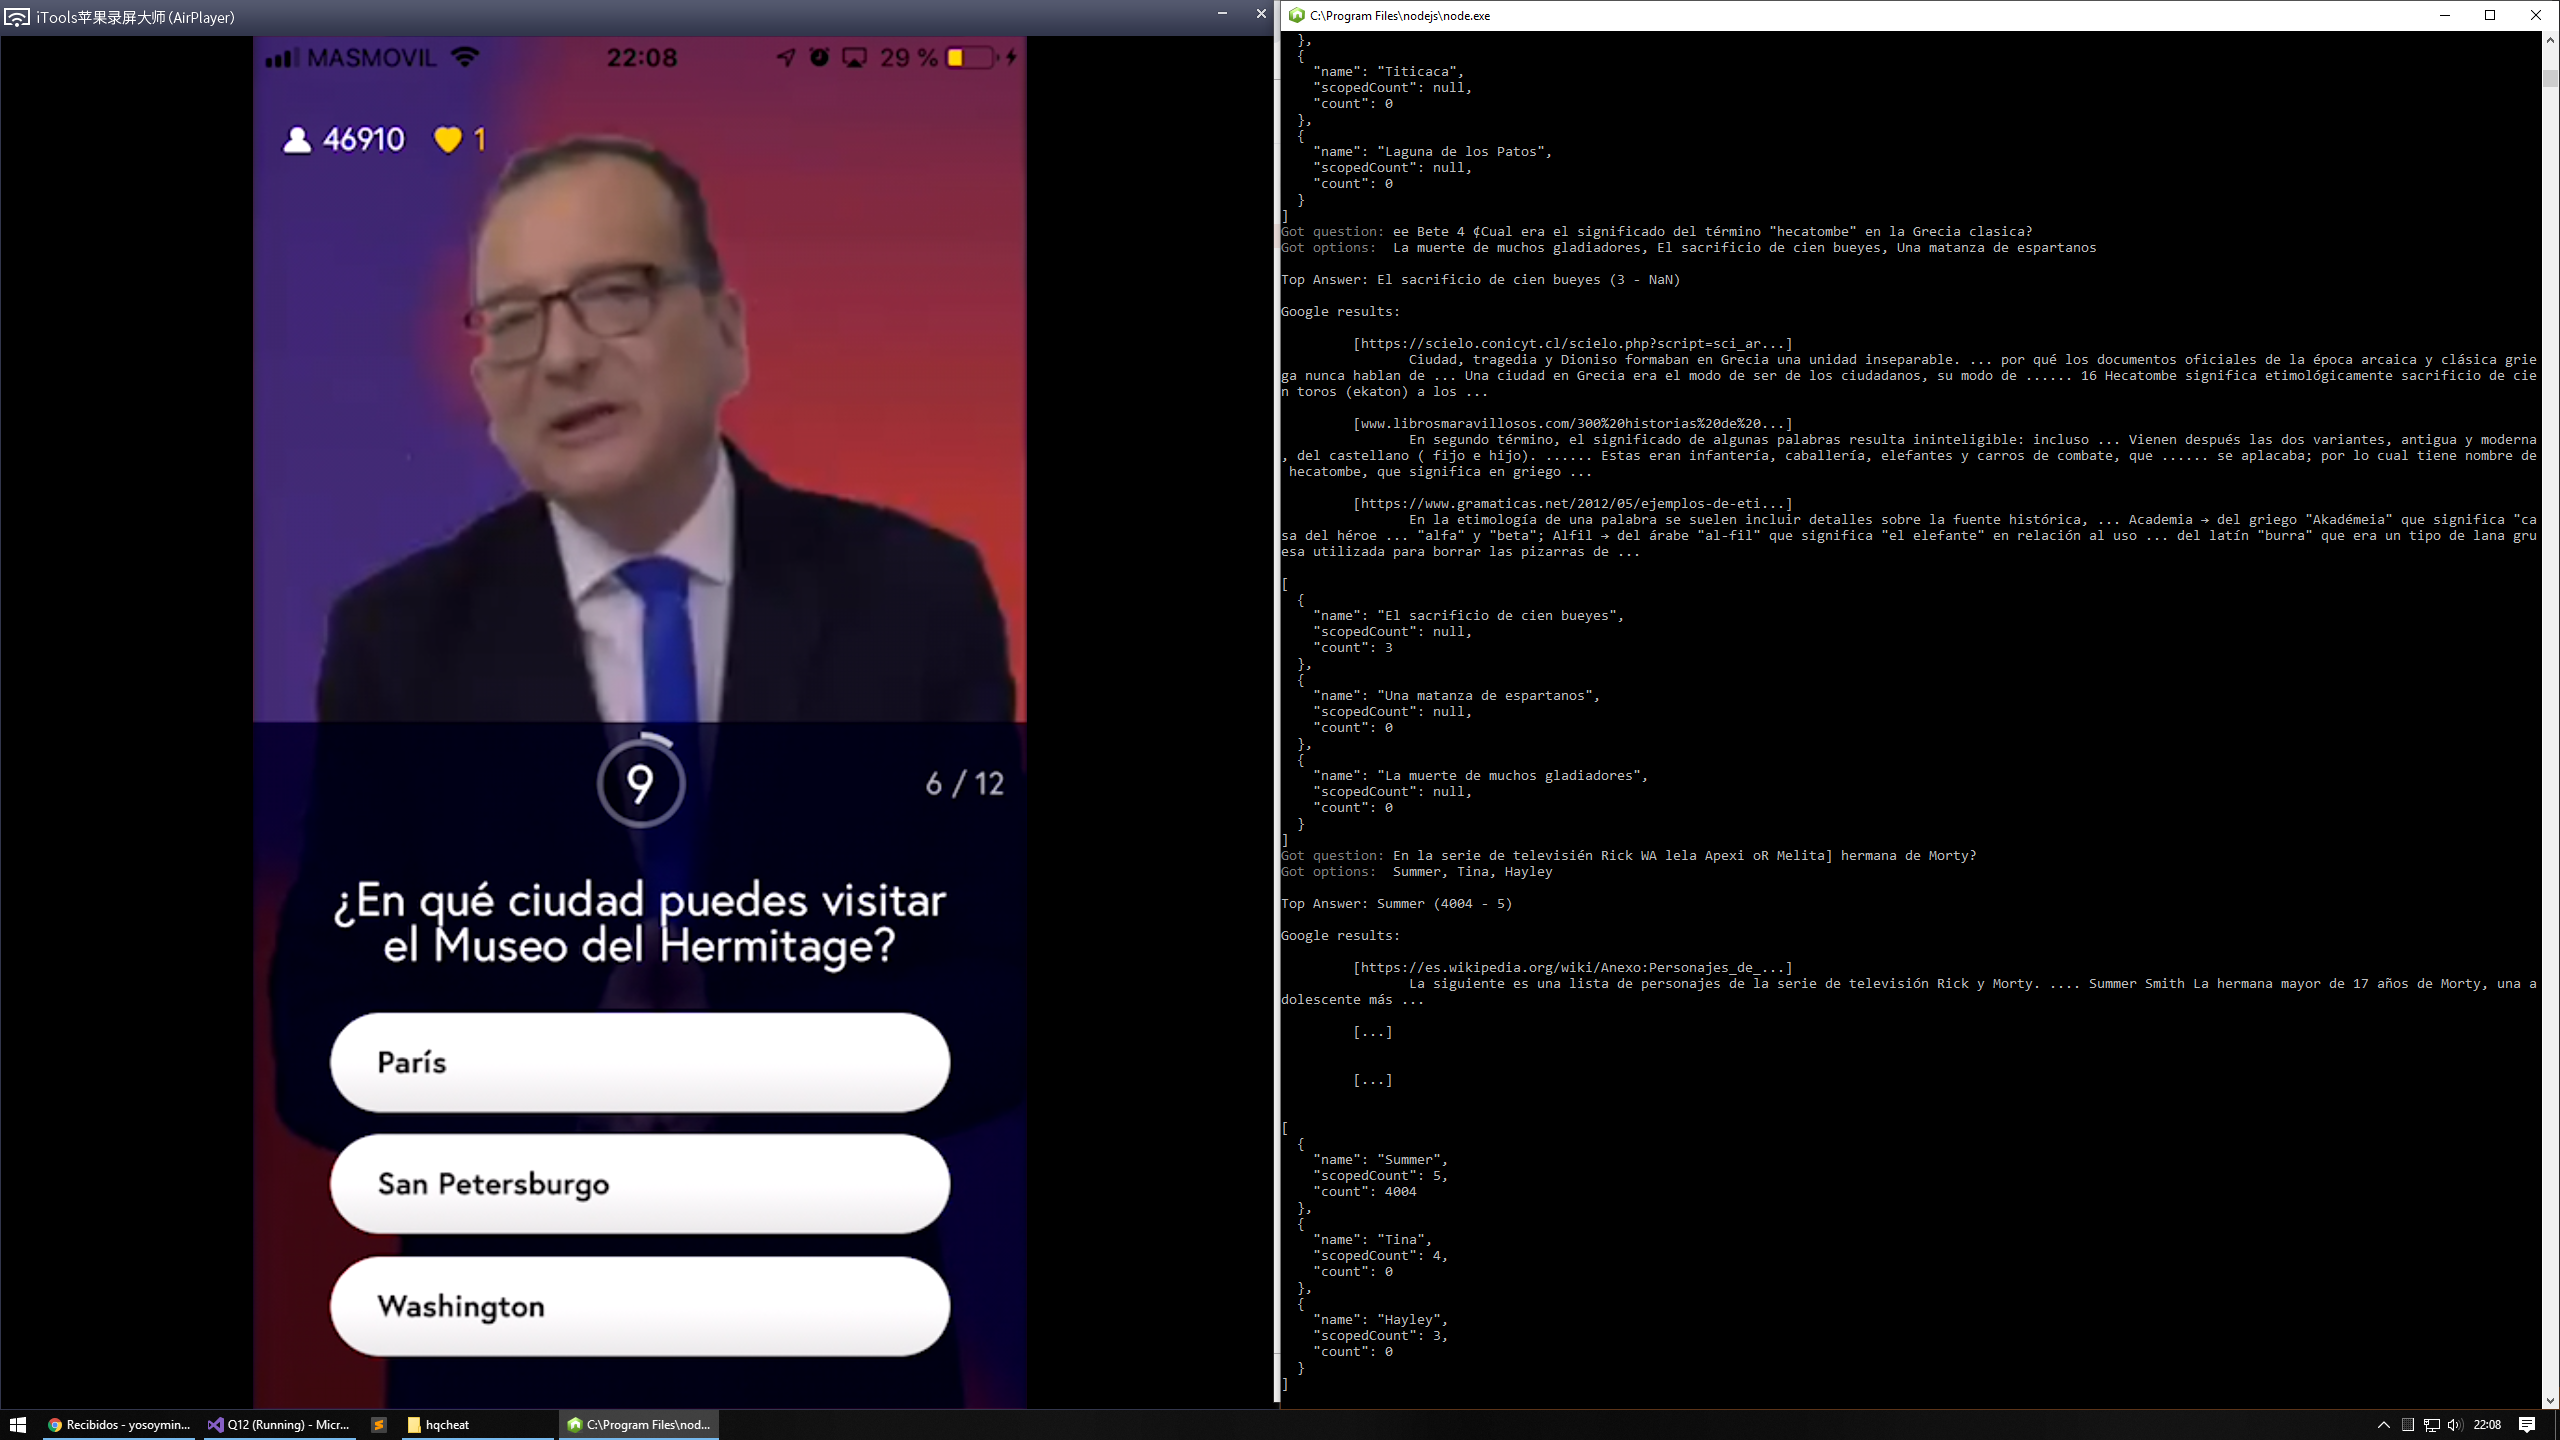 iTools苹果录屏大师(AirPlayer)
MASMOVIL
22:08
29 %
46910
1
9
6 / 12
¿En qué ciudad puedes visitar
el Museo del Hermitage?
París
San Petersburgo
Washington
C:\Program Files\nodejs\node.exe
},
{
"name": "Titicaca",
"scopedCount": null,
"count": 0
},
{
"name": "Laguna de los Patos",
"scopedCount": null,
"count": 0
}
]
Got question: ee Bete 4 ¢Cual era el significado del término "hecatombe" en la Grecia clasica?
Got options:  La muerte de muchos gladiadores, El sacrificio de cien bueyes, Una matanza de espartanos
Top Answer: El sacrificio de cien bueyes (3 - NaN)
Google results:
[https://scielo.conicyt.cl/scielo.php?script=sci_ar...]
Ciudad, tragedia y Dioniso formaban en Grecia una unidad inseparable. ... por qué los documentos oficiales de la época arcaica y clásica grie
ga nunca hablan de ... Una ciudad en Grecia era el modo de ser de los ciudadanos, su modo de ...... 16 Hecatombe significa etimológicamente sacrificio de cie
n toros (ekaton) a los ...
[www.librosmaravillosos.com/300%20historias%20de%20...]
En segundo término, el significado de algunas palabras resulta ininteligible: incluso ... Vienen después las dos variantes, antigua y moderna
, del castellano ( fijo e hijo). ...... Estas eran infantería, caballería, elefantes y carros de combate, que ...... se aplacaba; por lo cual tiene nombre de
hecatombe, que significa en griego ...
[https://www.gramaticas.net/2012/05/ejemplos-de-eti...]
En la etimología de una palabra se suelen incluir detalles sobre la fuente histórica, ... Academia → del griego "Akadémeia" que significa "ca
sa del héroe ... "alfa" y "beta"; Alfil → del árabe "al-fil" que significa "el elefante" en relación al uso ... del latín "burra" que era un tipo de lana gru
esa utilizada para borrar las pizarras de ...
[
{
"name": "El sacrificio de cien bueyes",
"scopedCount": null,
"count": 3
},
{
"name": "Una matanza de espartanos",
"scopedCount": null,
"count": 0
},
{
"name": "La muerte de muchos gladiadores",
"scopedCount": null,
"count": 0
}
]
Got question: En la serie de televisión Rick WA lela Apexi oR Melita] hermana de Morty?
Got options:  Summer, Tina, Hayley
Top Answer: Summer (4004 - 5)
Google results:
[https://es.wikipedia.org/wiki/Anexo:Personajes_de_...]
La siguiente es una lista de personajes de la serie de televisión Rick y Morty. .... Summer Smith La hermana mayor de 17 años de Morty, una a
dolescente más ...
[...]
[...]
[
{
"name": "Summer",
"scopedCount": 5,
"count": 4004
},
{
"name": "Tina",
"scopedCount": 4,
"count": 0
},
{
"name": "Hayley",
"scopedCount": 3,
"count": 0
}
]
Recibidos - yosoymin...
Q12 (Running) - Micr...
hqcheat
C:\Program Files\nod...
22:08